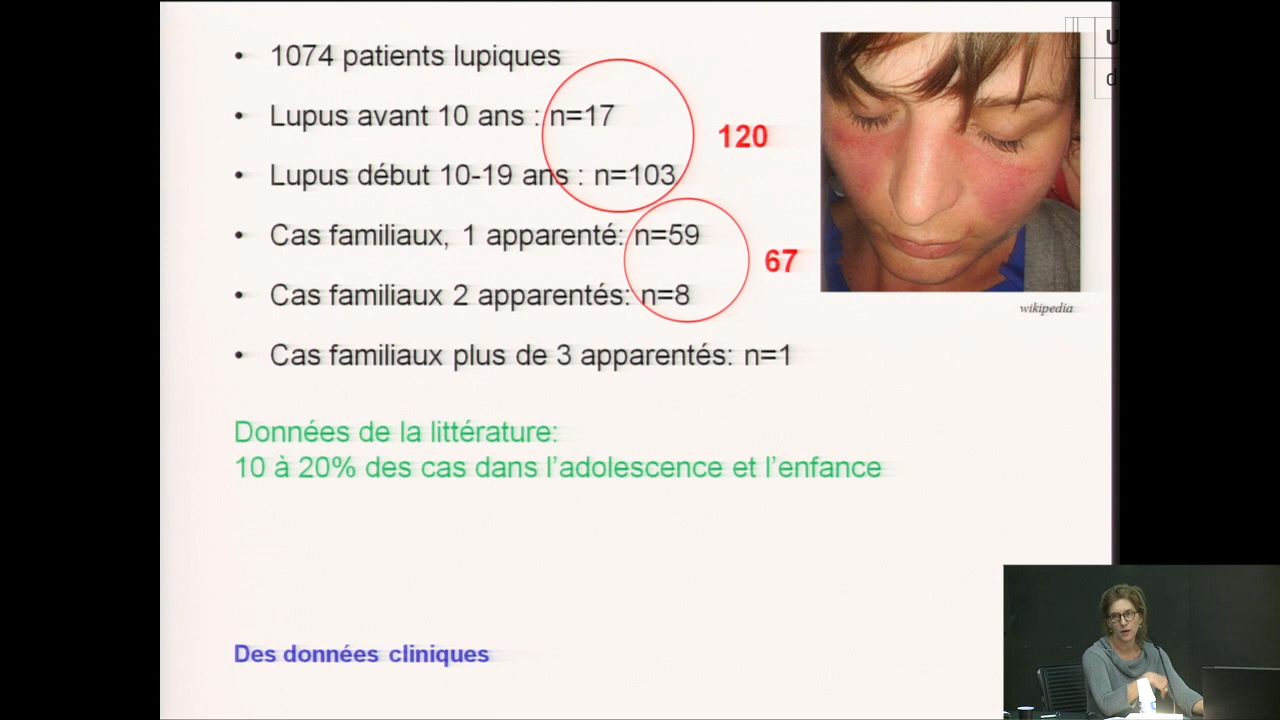 • 1074 patients lupiques
• Lupus avant 10 ans : n=17
• Lupus début 10-19 ans : n=103
120
• Cas familiaux, 1 apparenté: n=59
• Cas familiaux 2 apparentés: n=8
67
• Cas familiaux plus de 3 apparentés: n=1
wikipedia
Données de la littérature:
10 à 20% des cas dans l'adolescence et l'enfance
Des données cliniques
U
d